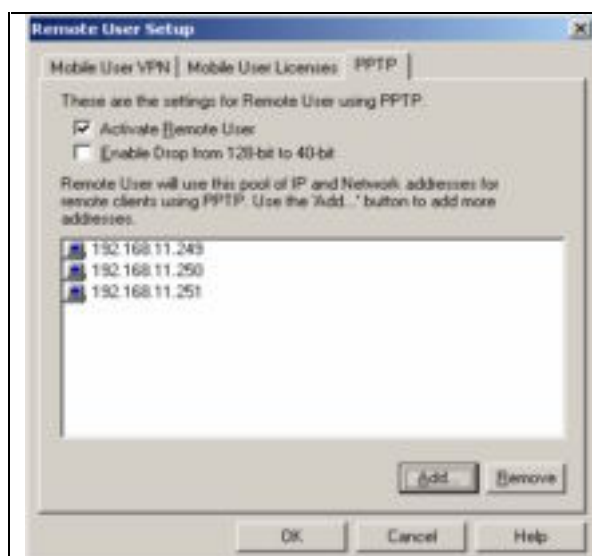 Remote User Setup
Mobile User VPN Mobile User Licenses PPTP
These are the settings for Remote User using PPTP.
Activate Remote User
Enable Drop from 128-bit to 40-bit
Remote User will use this pool of IP and Network addresses for
remote clients using PPTP. Use the 'Add...' button to add more
addresses.
192.168.11.249
192.168.11.250
192.168.11.251
Add... Remove
OK Cancel Help